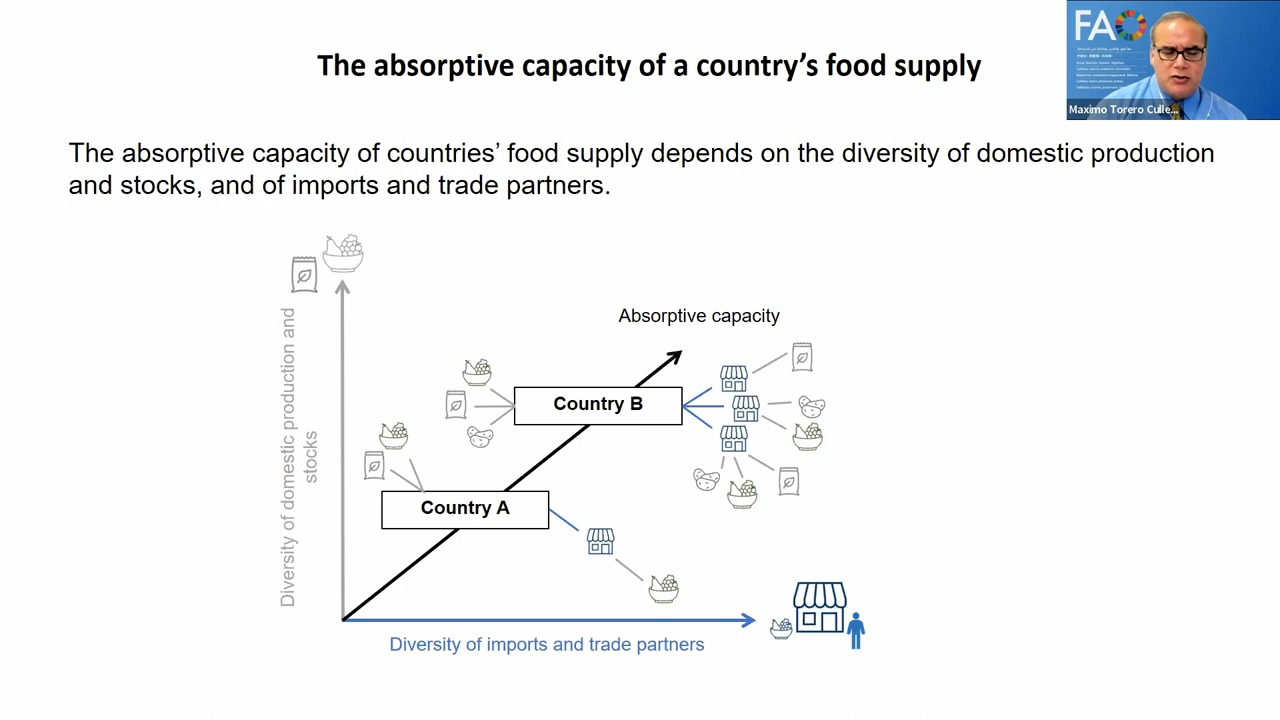 The absorptive capacity of a country’s food supply
FAO
Maximo Torero Culle...
The absorptive capacity of countries’ food supply depends on the diversity of domestic production
and stocks, and of imports and trade partners.
Diversity of domestic production and
stocks
Absorptive capacity
Country B
Country A
Diversity of imports and trade partners